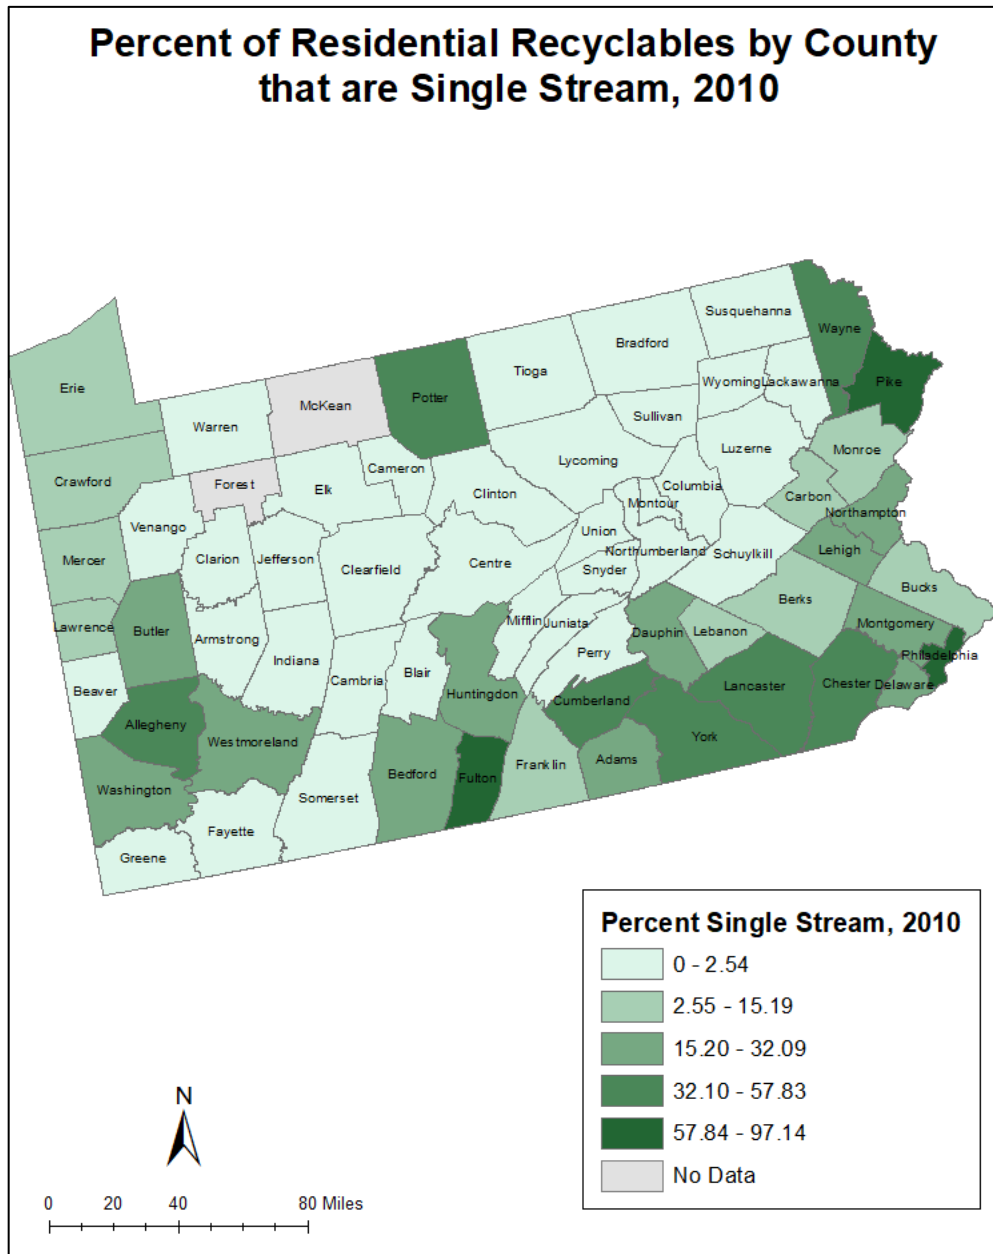 Percent of Residential Recyclables by County
that are Single Stream, 2010
Susquehanna
Wayne
Bradford
Tioga
Erie
Wyoming
Lackawanna
Pike
Potter
McKean
Sullivan
Warren
Luzerne
Monroe
Lycoming
Cameron
Crawford
Forest
Elk
Clinton
Columbia
Carbon
Montour
Northampton
Venango
Union
Northumberland
Lehigh
Schuylkill
Mercer
Clarion
Jefferson
Clearfield
Centre
Snyder
Bucks
Berks
Lawrence
Butler
Armstrong
Mifflin
Juniata
Dauphin
Lebanon
Montgomery
Indiana
Perry
Philadelphia
Beaver
Cambria
Blair
Huntingdon
Cumberland
Lancaster
Chester
Delaware
Allegheny
Westmoreland
York
Washington
Bedford
Fulton
Franklin
Adams
Somerset
Fayette
Greene
Percent Single Stream, 2010
0 - 2.54
2.55 - 15.19
15.20 - 32.09
32.10 - 57.83
57.84 - 97.14
No Data
N
0 20 40 80 Miles